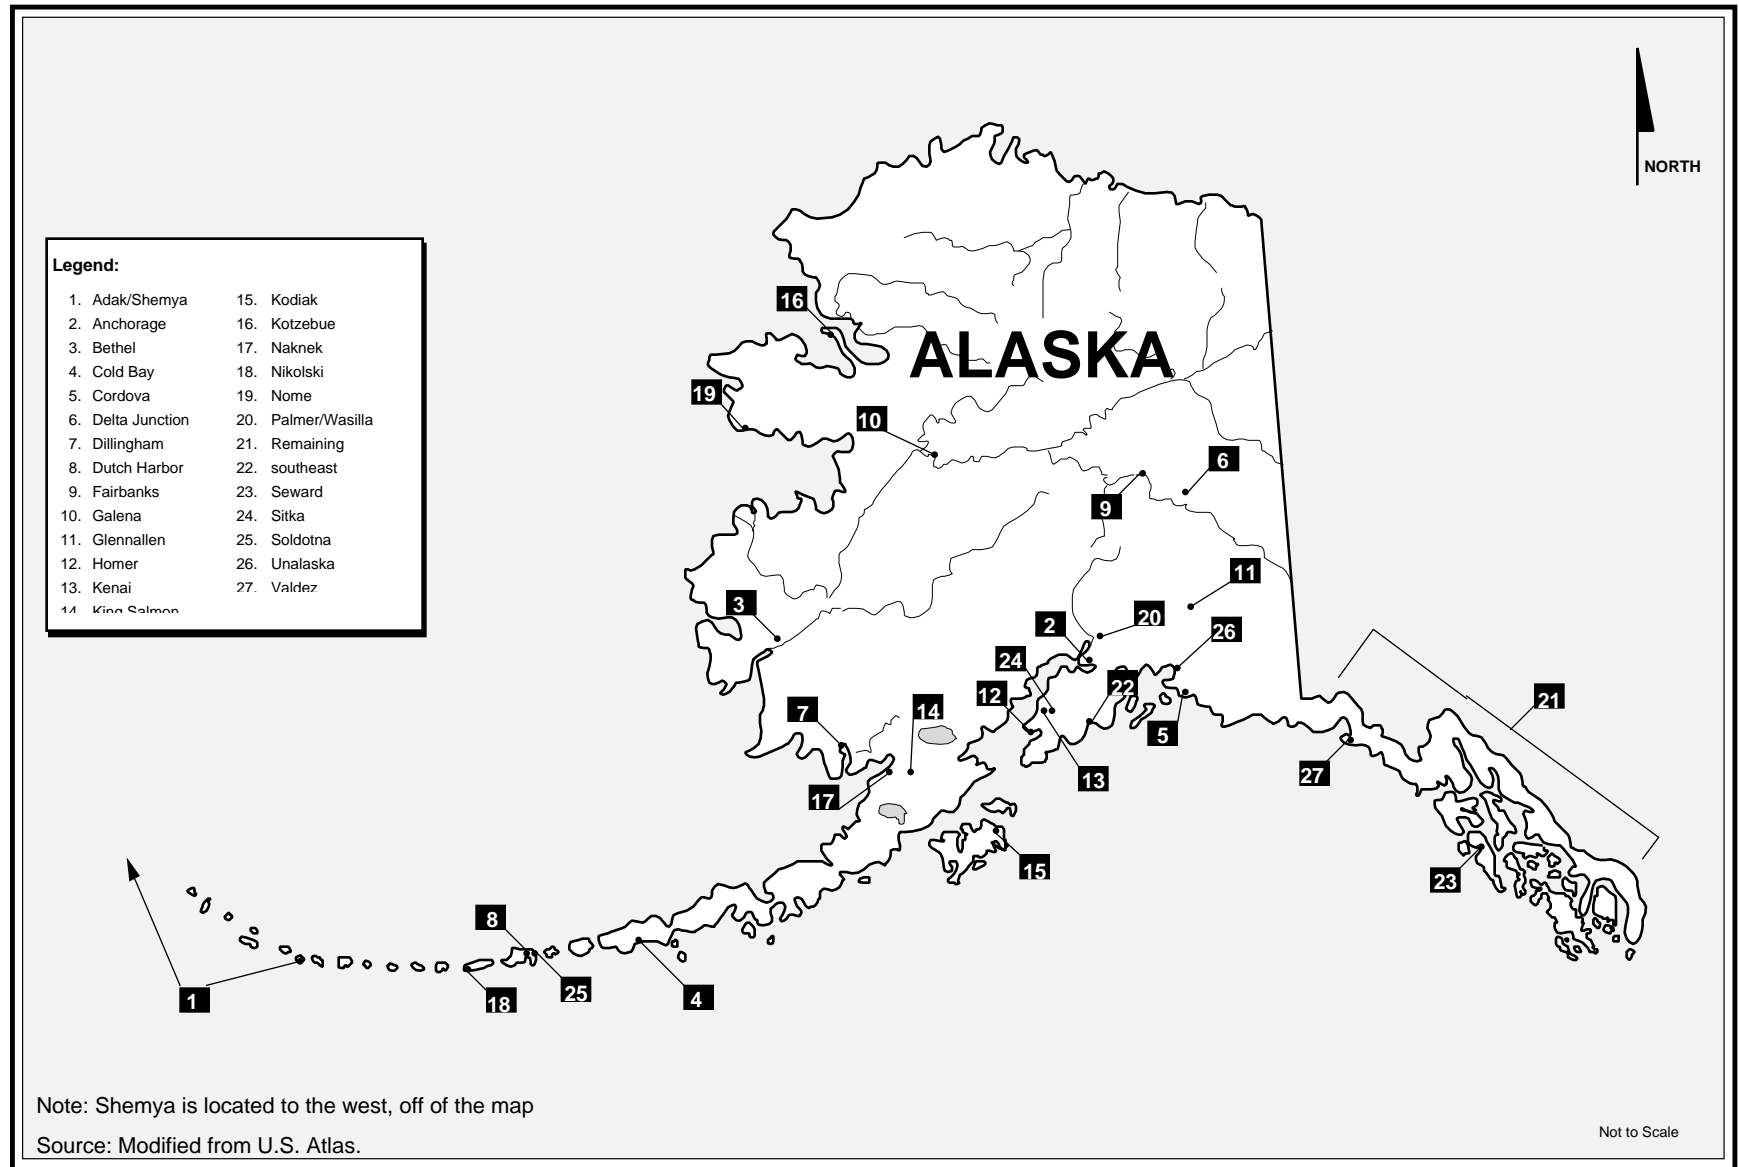 NORTH
Legend:
1. Adak/Shemya
2. Anchorage
3. Bethel
4. Cold Bay
5. Cordova
6. Delta Junction
7. Dillingham
8. Dutch Harbor
9. Fairbanks
10. Galena
11. Glennallen
12. Homer
13. Kenai
14. King Salmon
15. Kodiak
16. Kotzebue
17. Naknek
18. Nikolski
19. Nome
20. Palmer/Wasilla
21. Remaining
22. southeast
23. Seward
24. Sitka
25. Soldotna
26. Unalaska
27. Valdez
16
ALASKA
19
10
6
9
11
3
2
20
26
24
22
12
21
7
14
5
27
13
17
15
23
8
25
1
18
4
Note: Shemya is located to the west, off of the map
Source: Modified from U.S. Atlas.
Not to Scale